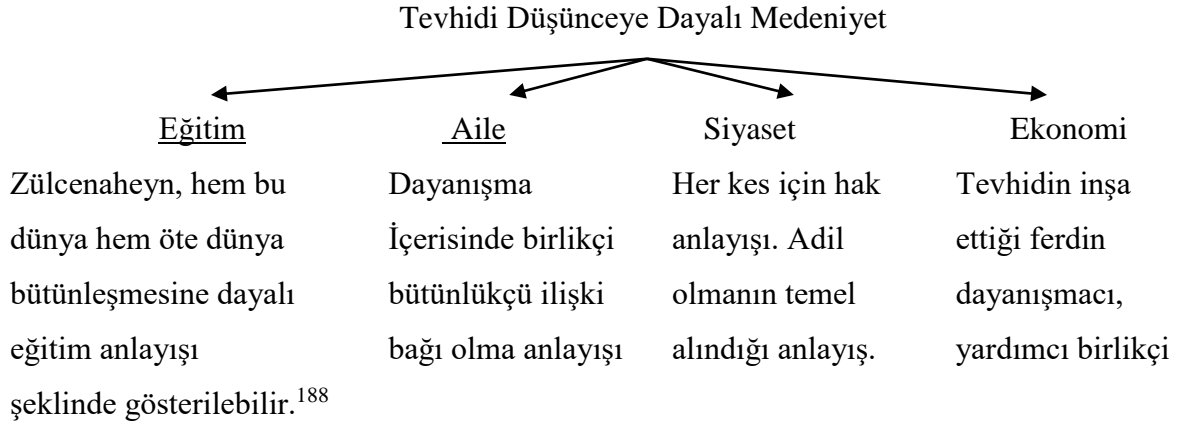 Tevhidi Düşünceye Dayalı Medeniyet
Eğitim Aile Siyaset Ekonomi
Zülcenaheyn, hem bu Dayanışma Her kes için hak Tevhidin inşa
dünya hem öte dünya İçerisinde birlikçi anlayışı. Adil ettiği ferdin
bütünleşmesine dayalı bütünlükçü ilişki olmanın temel dayanışmacı,
eğitim anlayışı bağı olma anlayışı alındığı anlayış. yardımcı birlikçi
şeklinde gösterilebilir.188